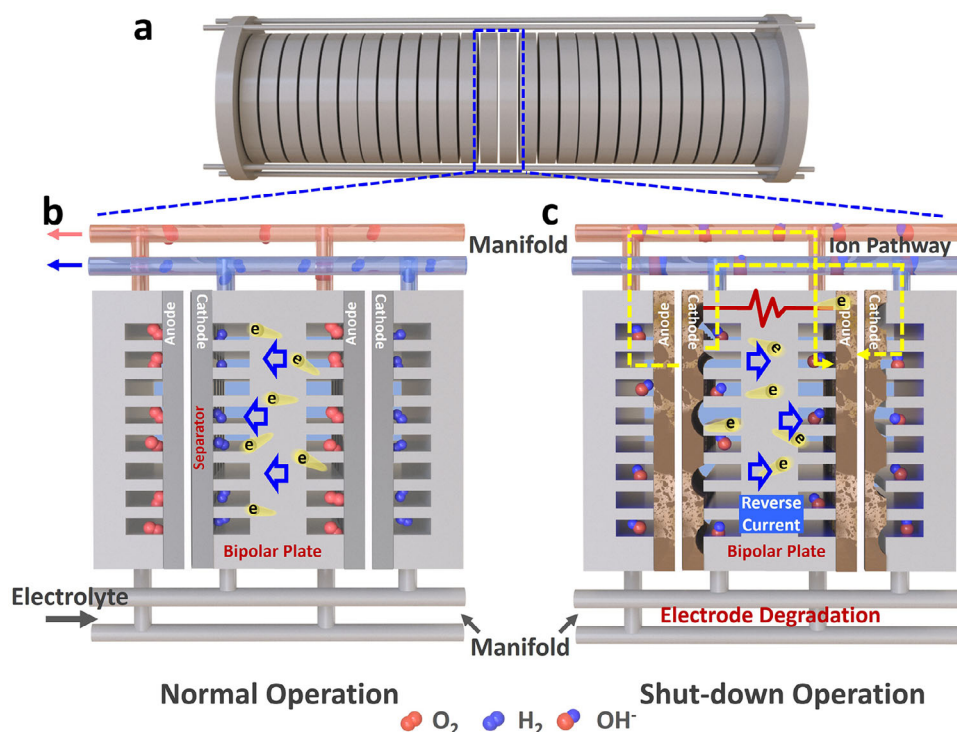 a
b
c
Manifold
Ion Pathway
Anode
Cathode
Anode
Cathode
Anode
Cathode
Anode
Cathode
e
e
e
e
e
e
e
e
e
e
e
e
Separator
Reverse
Current
Bipolar Plate
Bipolar Plate
Electrolyte
Electrode Degradation
Manifold
Normal Operation
Shut-down Operation
O₂
H₂
OH⁻